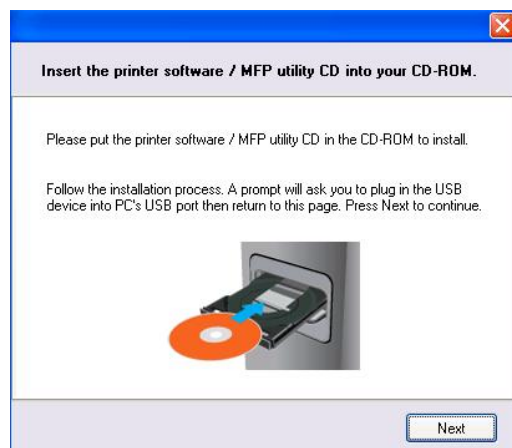 Insert the printer software / MFP utility CD into your CD-ROM.
Please put the printer software / MFP utility CD in the CD-ROM to install.
Follow the installation process. A prompt will ask you to plug in the USB
device into PC's USB port then return to this page. Press Next to continue.
Next